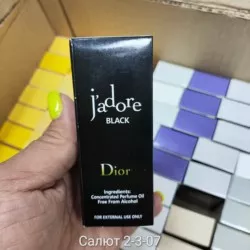 j'adore
BLACK
Dior
Ingredients:
Concentrated Perfume Oil
Free From Alcohol
FOR EXTERNAL USE ONLY
Салют 2-3-07